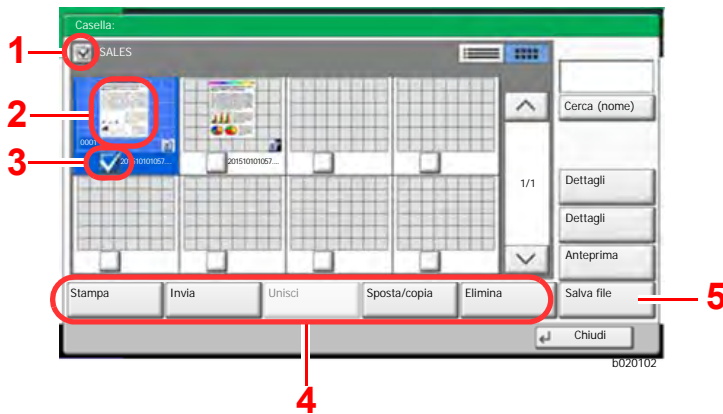 Casella:
1
SALES
2
Cerca (nome)
0001
3
201510101057...
201510101057...
1/1
Dettagli
Dettagli
Anteprima
Stampa
Invia
Unisci
Sposta/copia
Elimina
Salva file
5
Chiudi
b020102
4